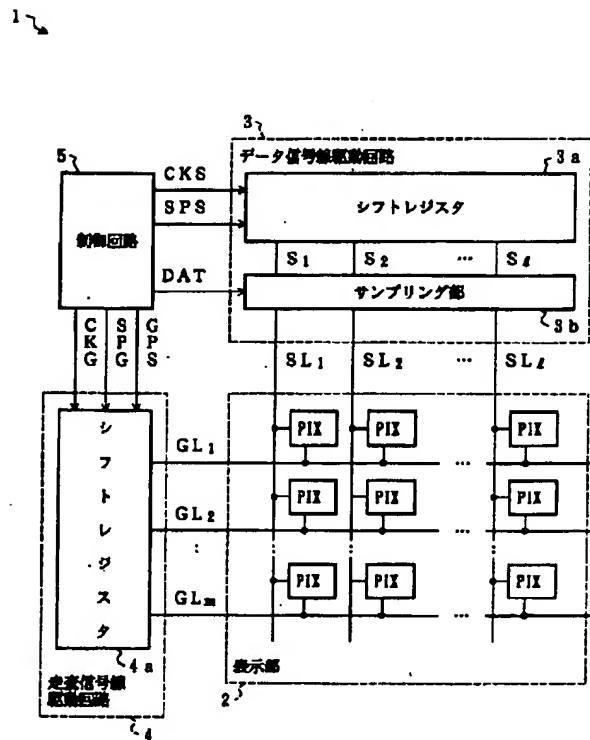 1
3
データ信号線駆動回路
3a
5
CKS
SPS
シフトレジスタ
制御回路
S1 S2 … Sℓ
DAT
サンプリング部
3b
CKG SPG GPS
SL1 SL2 … SLℓ
シフトレジスタ
PIX PIX PIX
GL1 …
PIX PIX PIX
GL2 …
PIX PIX PIX
GLm …
4a
走査信号線
駆動回路
4
表示部
2